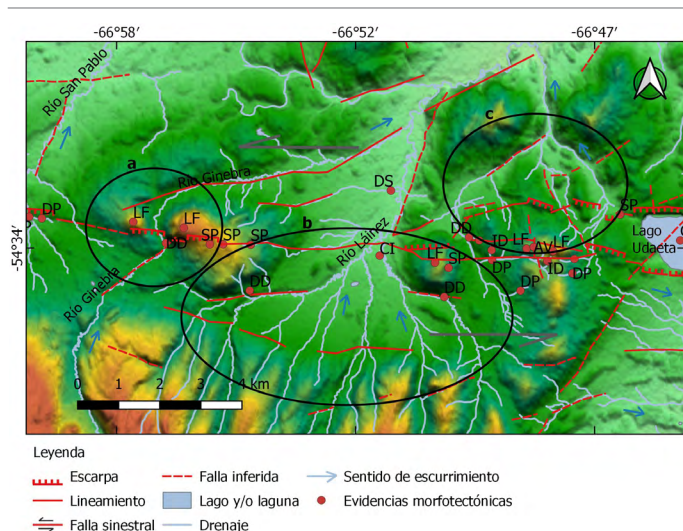 -66°58′ -66°52′ -66°47′
Río San Pablo
c
a
Río Ginebra
DS
DP
LF
LF
SP
DD
SP
SP
SP
b
DD
ID
LF
AV
LF
-54°34′
Río Láinez
CT
LF
SP
DP
ID
DP
Lago
Udaeta
Río Ginebra
DD
DD
DP
0 1 2 3 4 km
Leyenda
Escarpa
Falla inferida
Sentido de escurrimiento
Lineamiento
Lago y/o laguna
Evidencias morfotectónicas
Falla sinestral
Drenaje